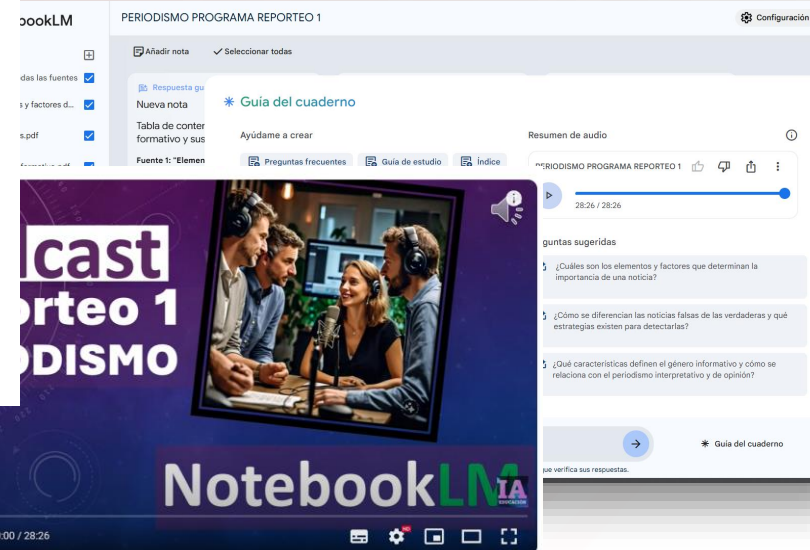 ookLM
PERIODISMO PROGRAMA REPORTEO 1
Configuración
Añadir nota
Seleccionar todas
das las fuentes
s y factores d...
s.pdf
Respuesta gu
Nueva nota
Tabla de conter
formativo y sus
Fuente 1: "Elemen
Guía del cuaderno
Ayúdame a crear
Preguntas frecuentes
Guía de estudio
Índice
Resumen de audio
PERIODISMO PROGRAMA REPORTEO 1
28:26 / 28:26
guntas sugeridas
¿Cuáles son los elementos y factores que determinan la
importancia de una noticia?
¿Cómo se diferencian las noticias falsas de las verdaderas y qué
estrategias existen para detectarlas?
¿Qué características definen el género informativo y cómo se
relaciona con el periodismo interpretativo y de opinión?
Guía del cuaderno
que verifica sus respuestas.
cast
orteo 1
ODISMO
NotebookLM
IA
EDUCACIÓN
:00 / 28:26
HD